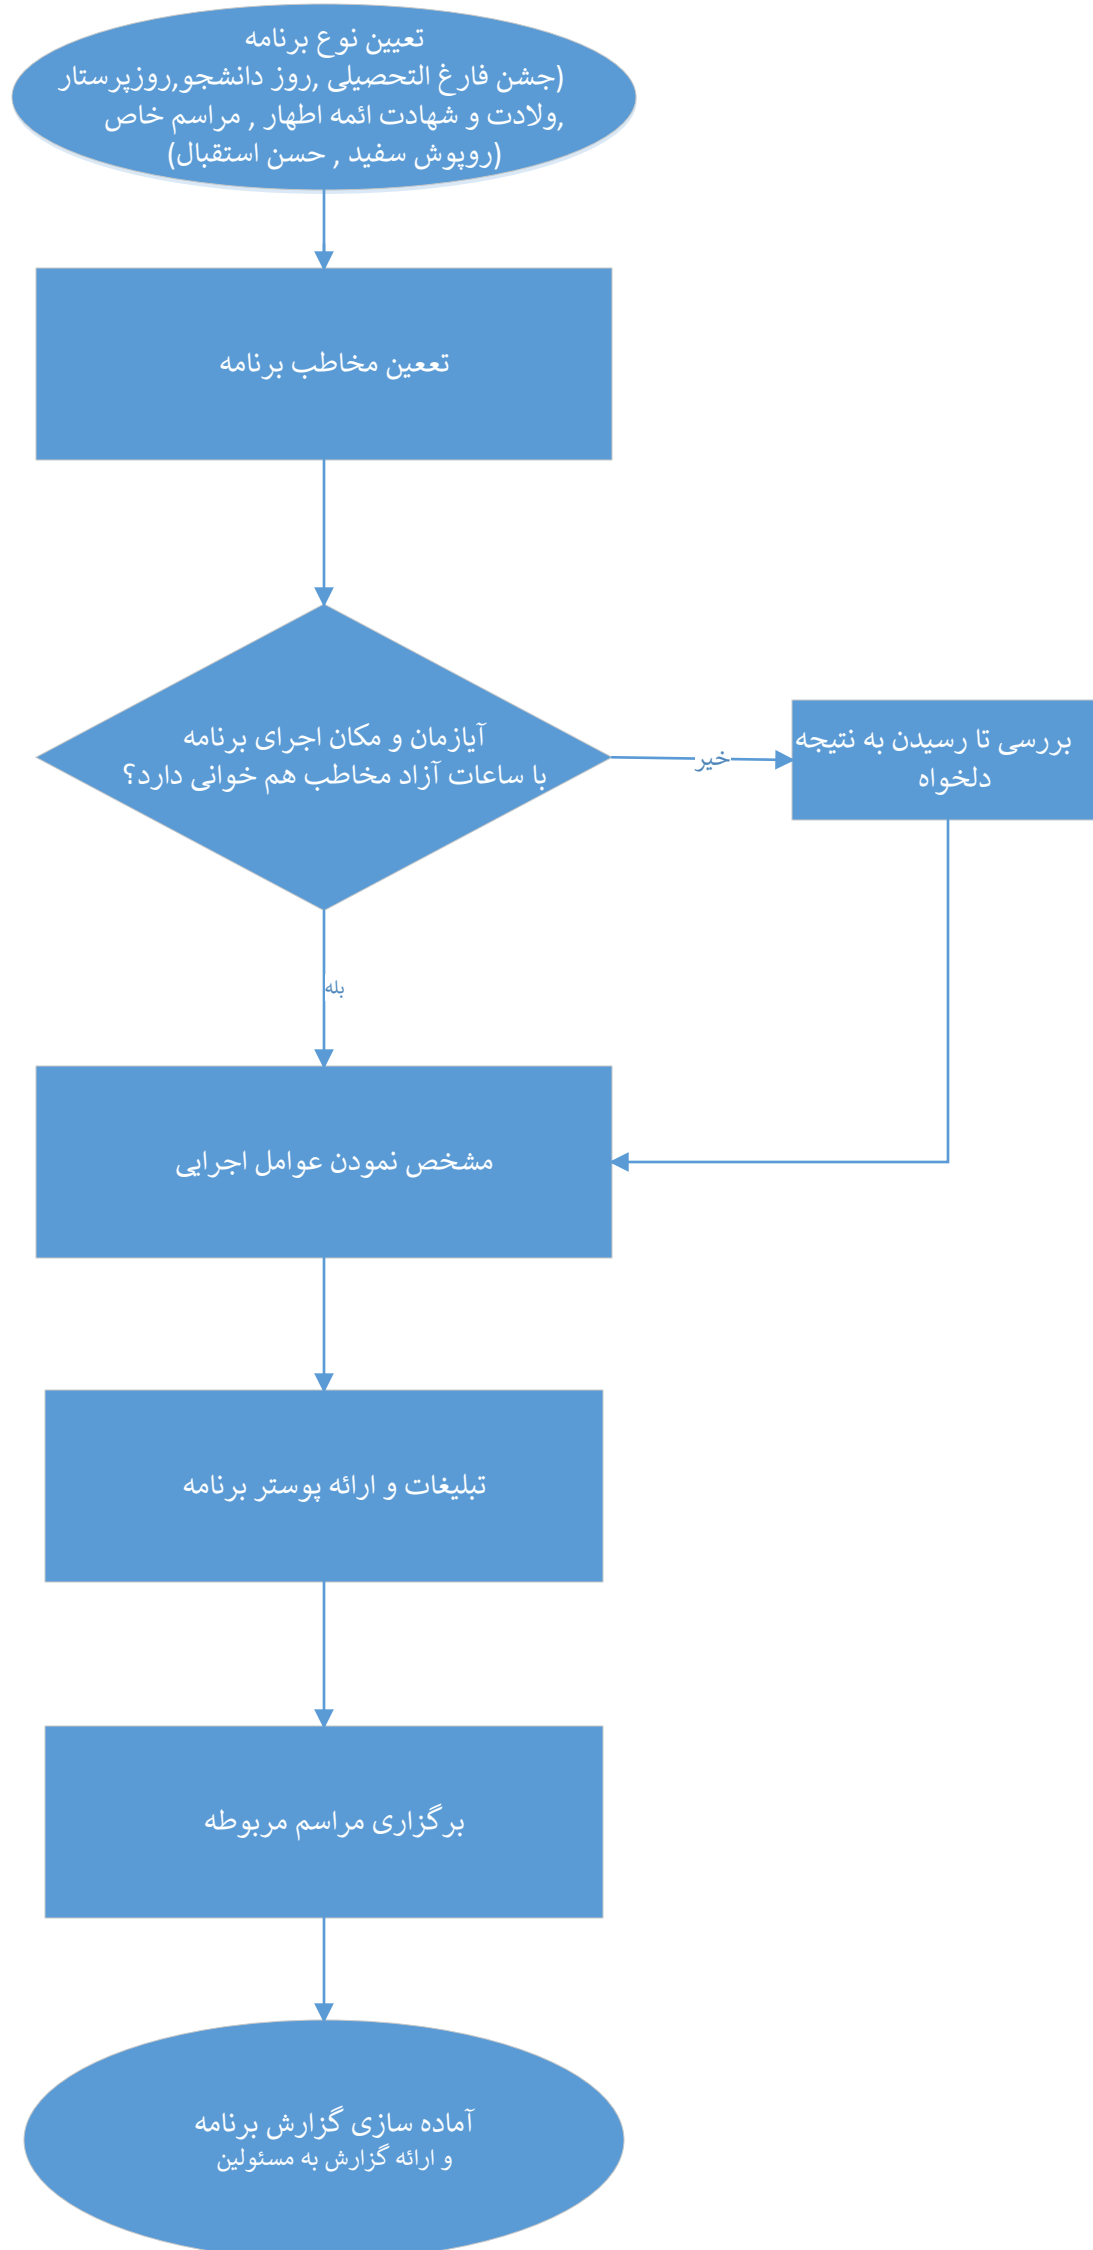 تعیین نوع برنامه
(جشن فارغ التحصیلی ,روز دانشجو,روزپرستار
,ولادت و شهادت ائمه اطهار , مراسم خاص
(روپوش سفید , حسن استقبال)
تععین مخاطب برنامه
آیازمان و مکان اجرای برنامه
با ساعات آزاد مخاطب هم خوانی دارد؟
خیر
بررسی تا رسیدن به نتیجه
دلخواه
بله
مشخص نمودن عوامل اجرایی
تبلیغات و ارائه پوستر برنامه
برگزاری مراسم مربوطه
آماده سازی گزارش برنامه
و ارائه گزارش به مسئولین